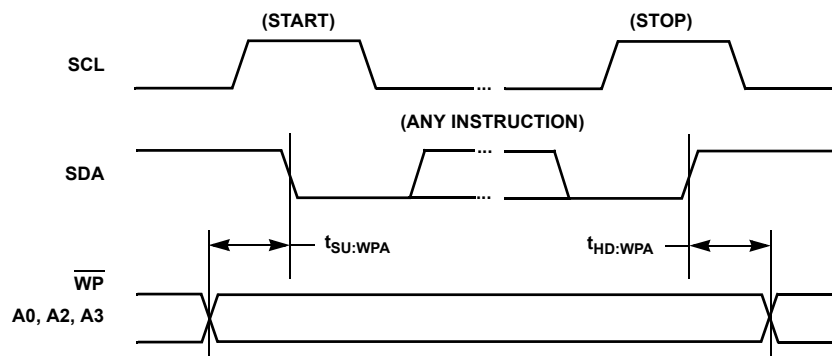 (START)
(STOP)
SCL
...
(ANY INSTRUCTION)
...
SDA
...
tSU:WPA
tHD:WPA
WP
A0, A2, A3